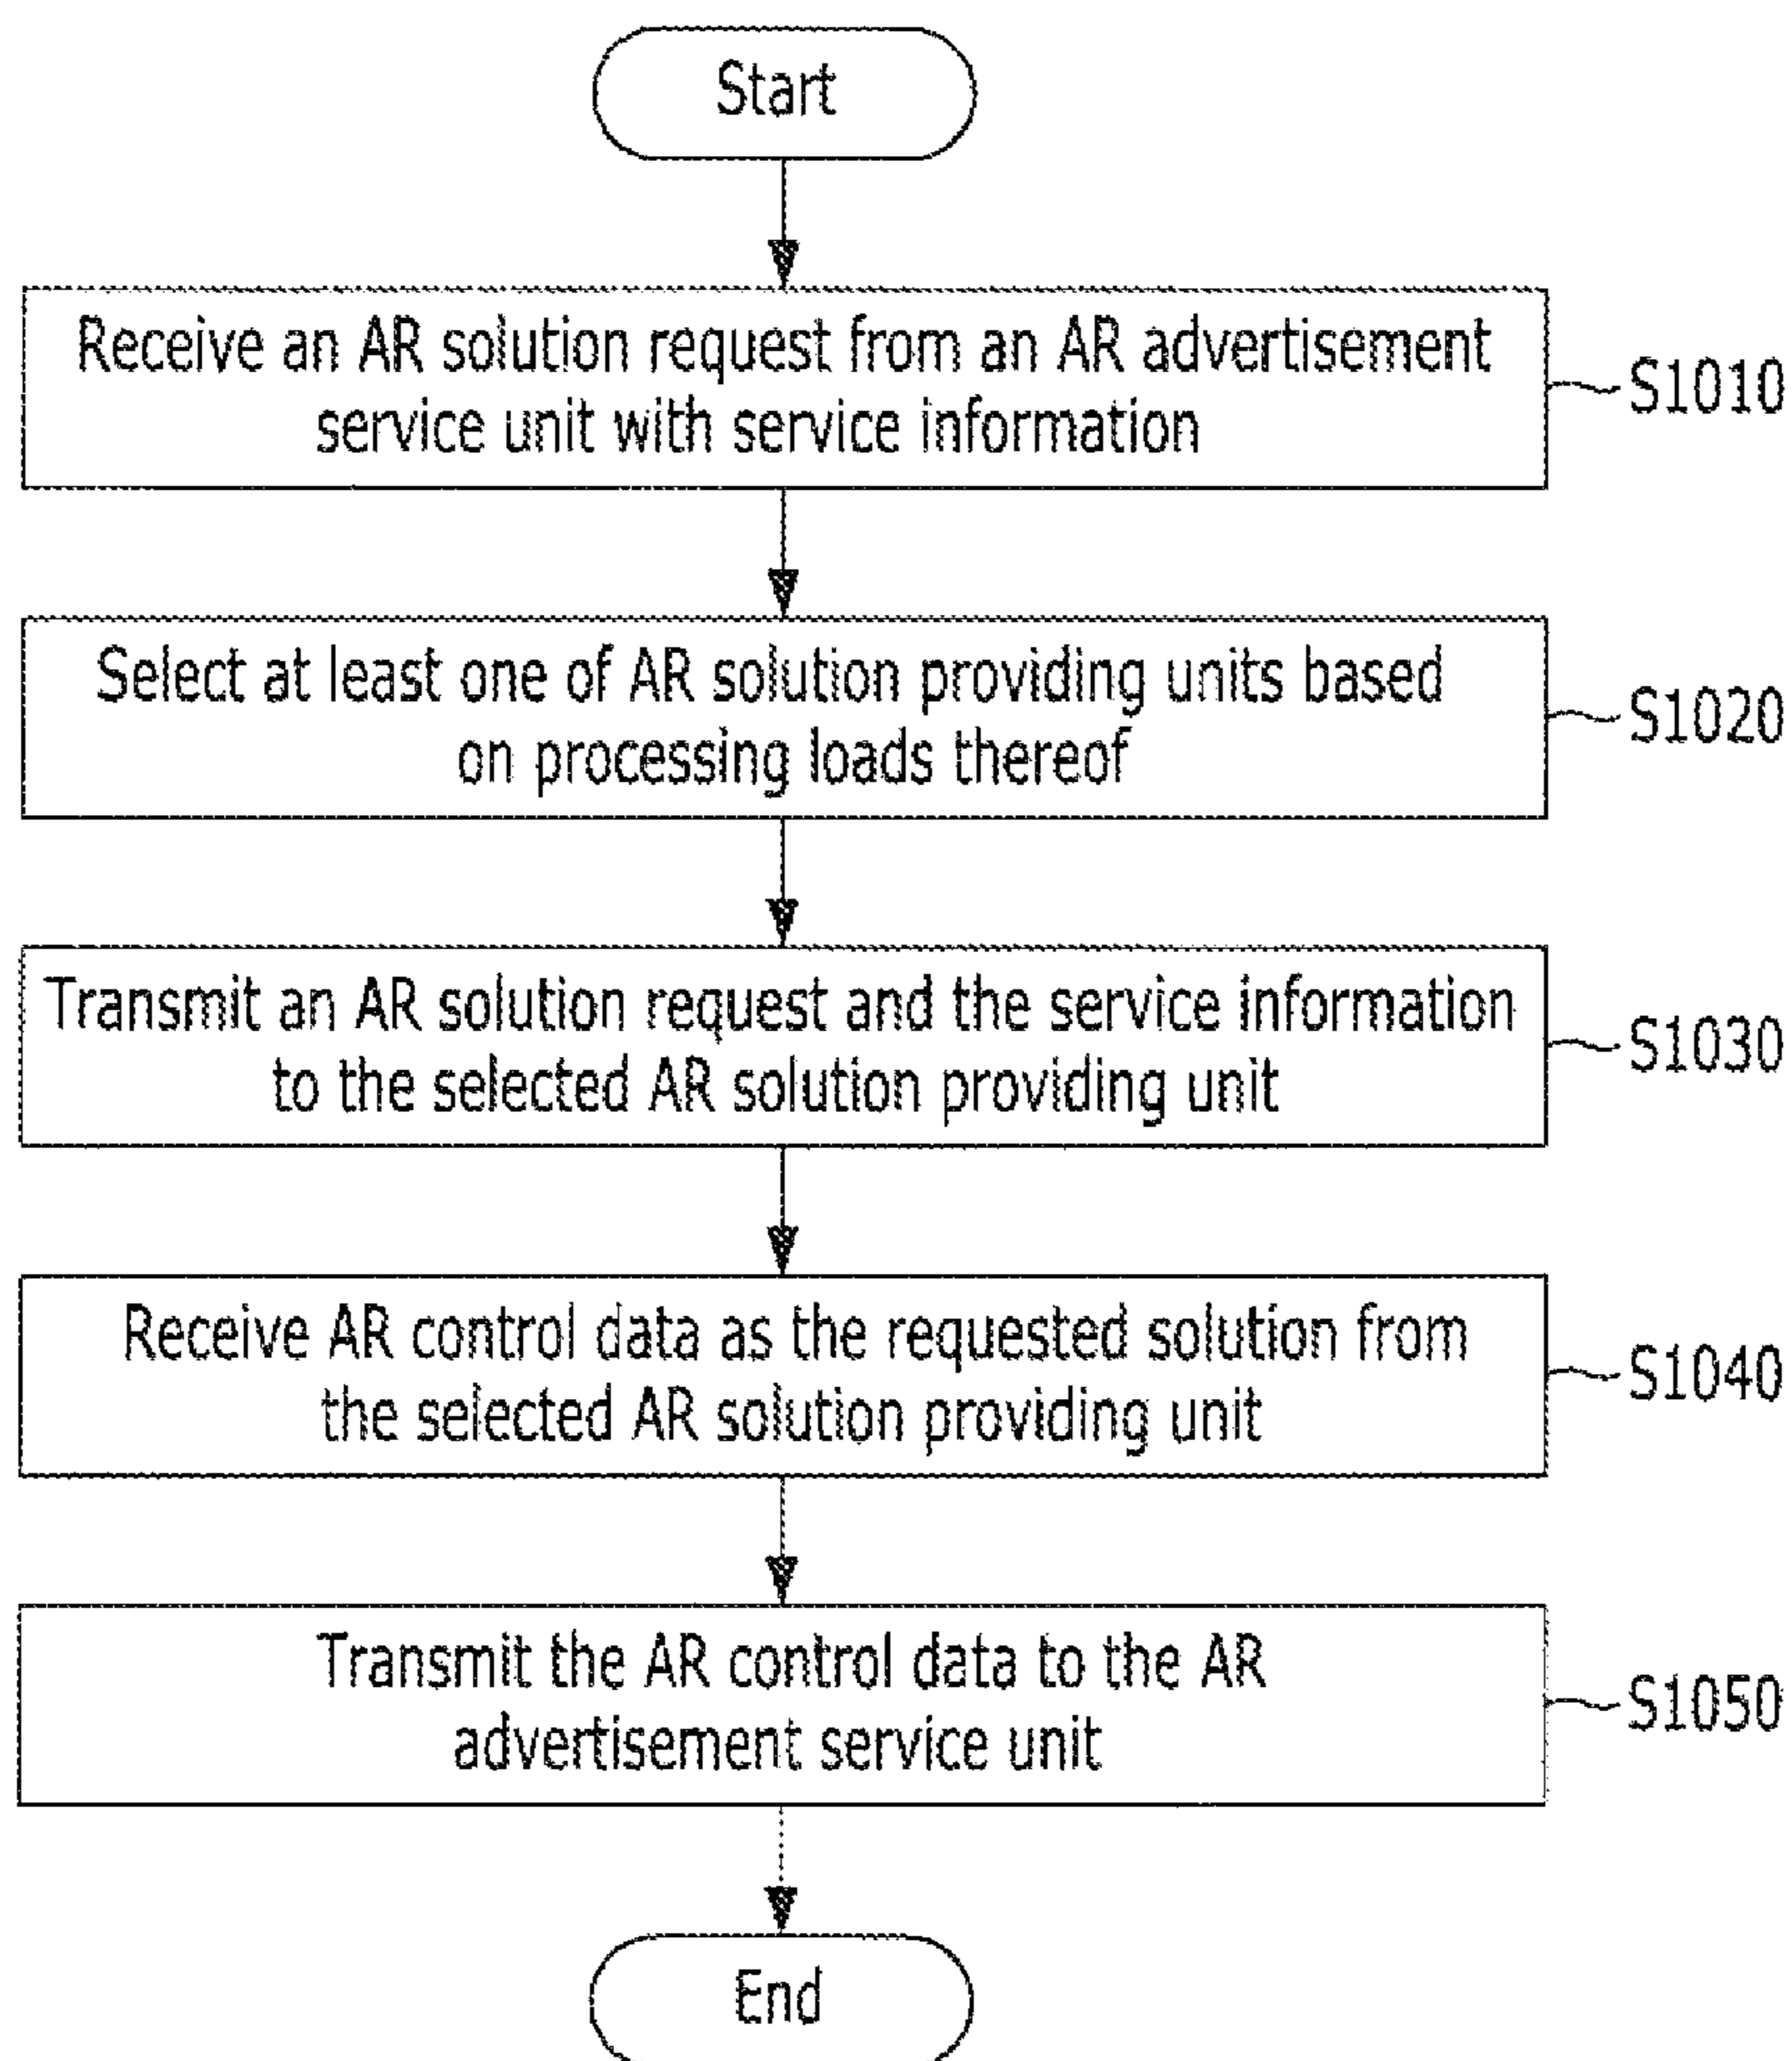 Start
Receive an AR solution request from an AR advertisement
service unit with service information
S1010
Select at least one of AR solution providing units based
on processing loads thereof
S1020
Transmit an AR solution request and the service information
to the selected AR solution providing unit
S1030
Receive AR control data as the requested solution from
the selected AR solution providing unit
S1040
Transmit the AR control data to the AR
advertisement service unit
S1050
End